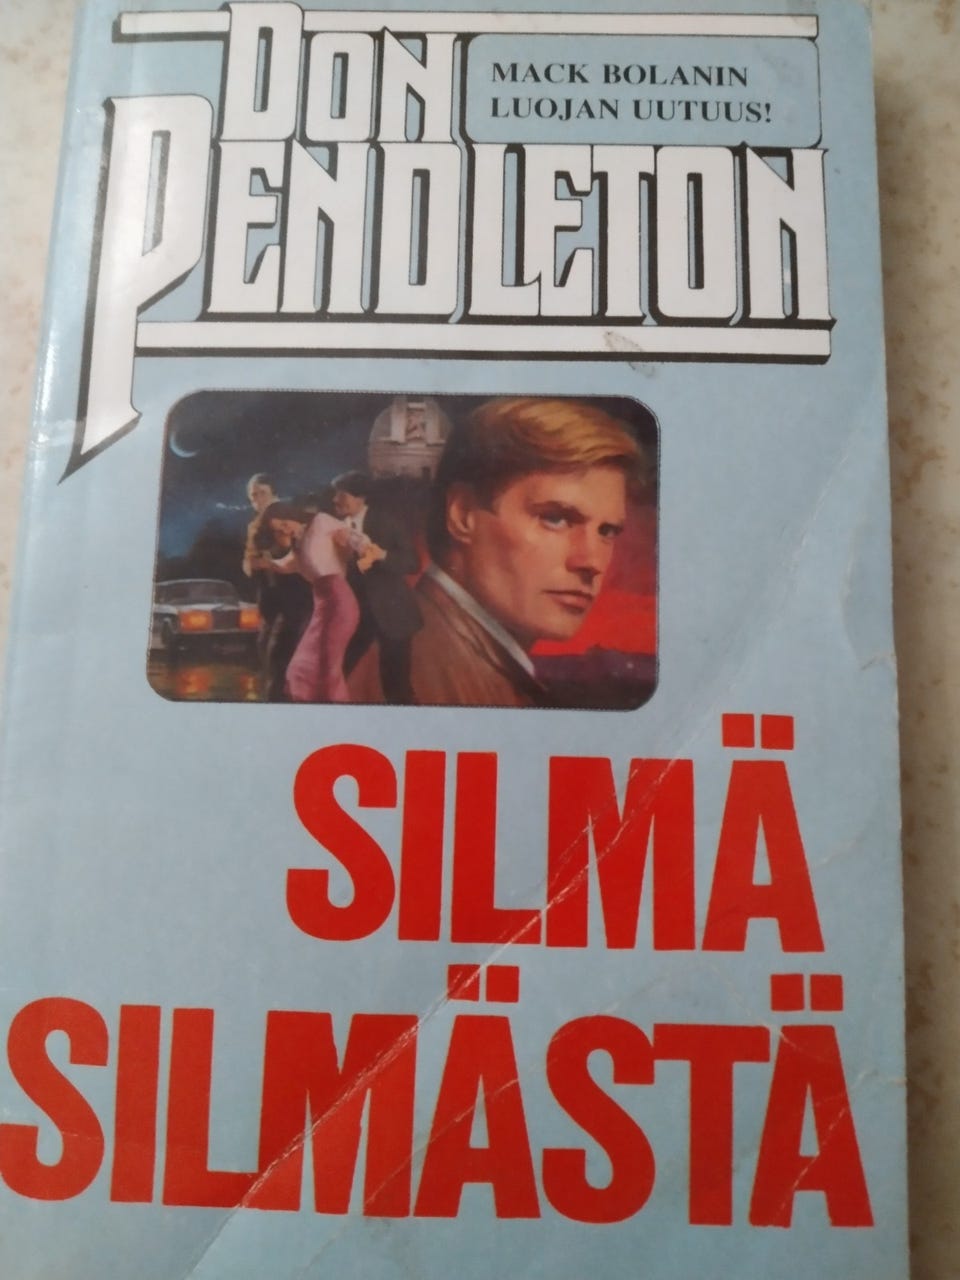 DON
MACK BOLANIN
LUOJAN UUTUUS!
PENDLETON
SILMÄ
SILMÄSTÄ